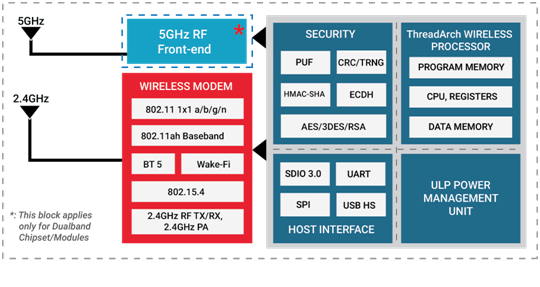 5GHz
5GHz RF
Front-end
*
2.4GHz
WIRELESS MODEM
802.11 1x1 a/b/g/n
802.11ah Baseband
BT 5
Wake-Fi
802.15.4
2.4GHz RF TX/RX,
2.4GHz PA
*: This block applies
only for Dualband
Chipset/Modules
SECURITY
PUF
CRC/TRNG
HMAC-SHA
ECDH
AES/3DES/RSA
ThreadArch WIRELESS
PROCESSOR
PROGRAM MEMORY
CPU, REGISTERS
DATA MEMORY
SDIO 3.0
UART
SPI
USB HS
HOST INTERFACE
ULP POWER
MANAGEMENT
UNIT